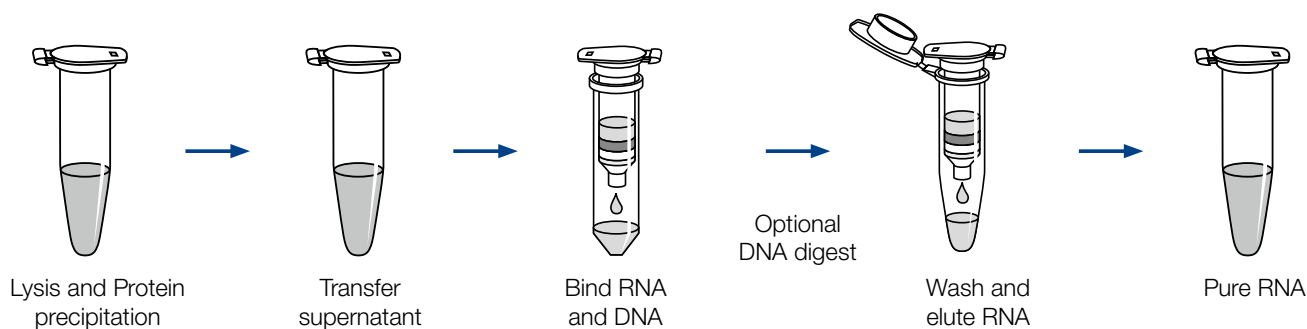 Lysis and Protein
precipitation
Transfer
supernatant
Bind RNA
and DNA
Optional
DNA digest
Wash and
elute RNA
Pure RNA